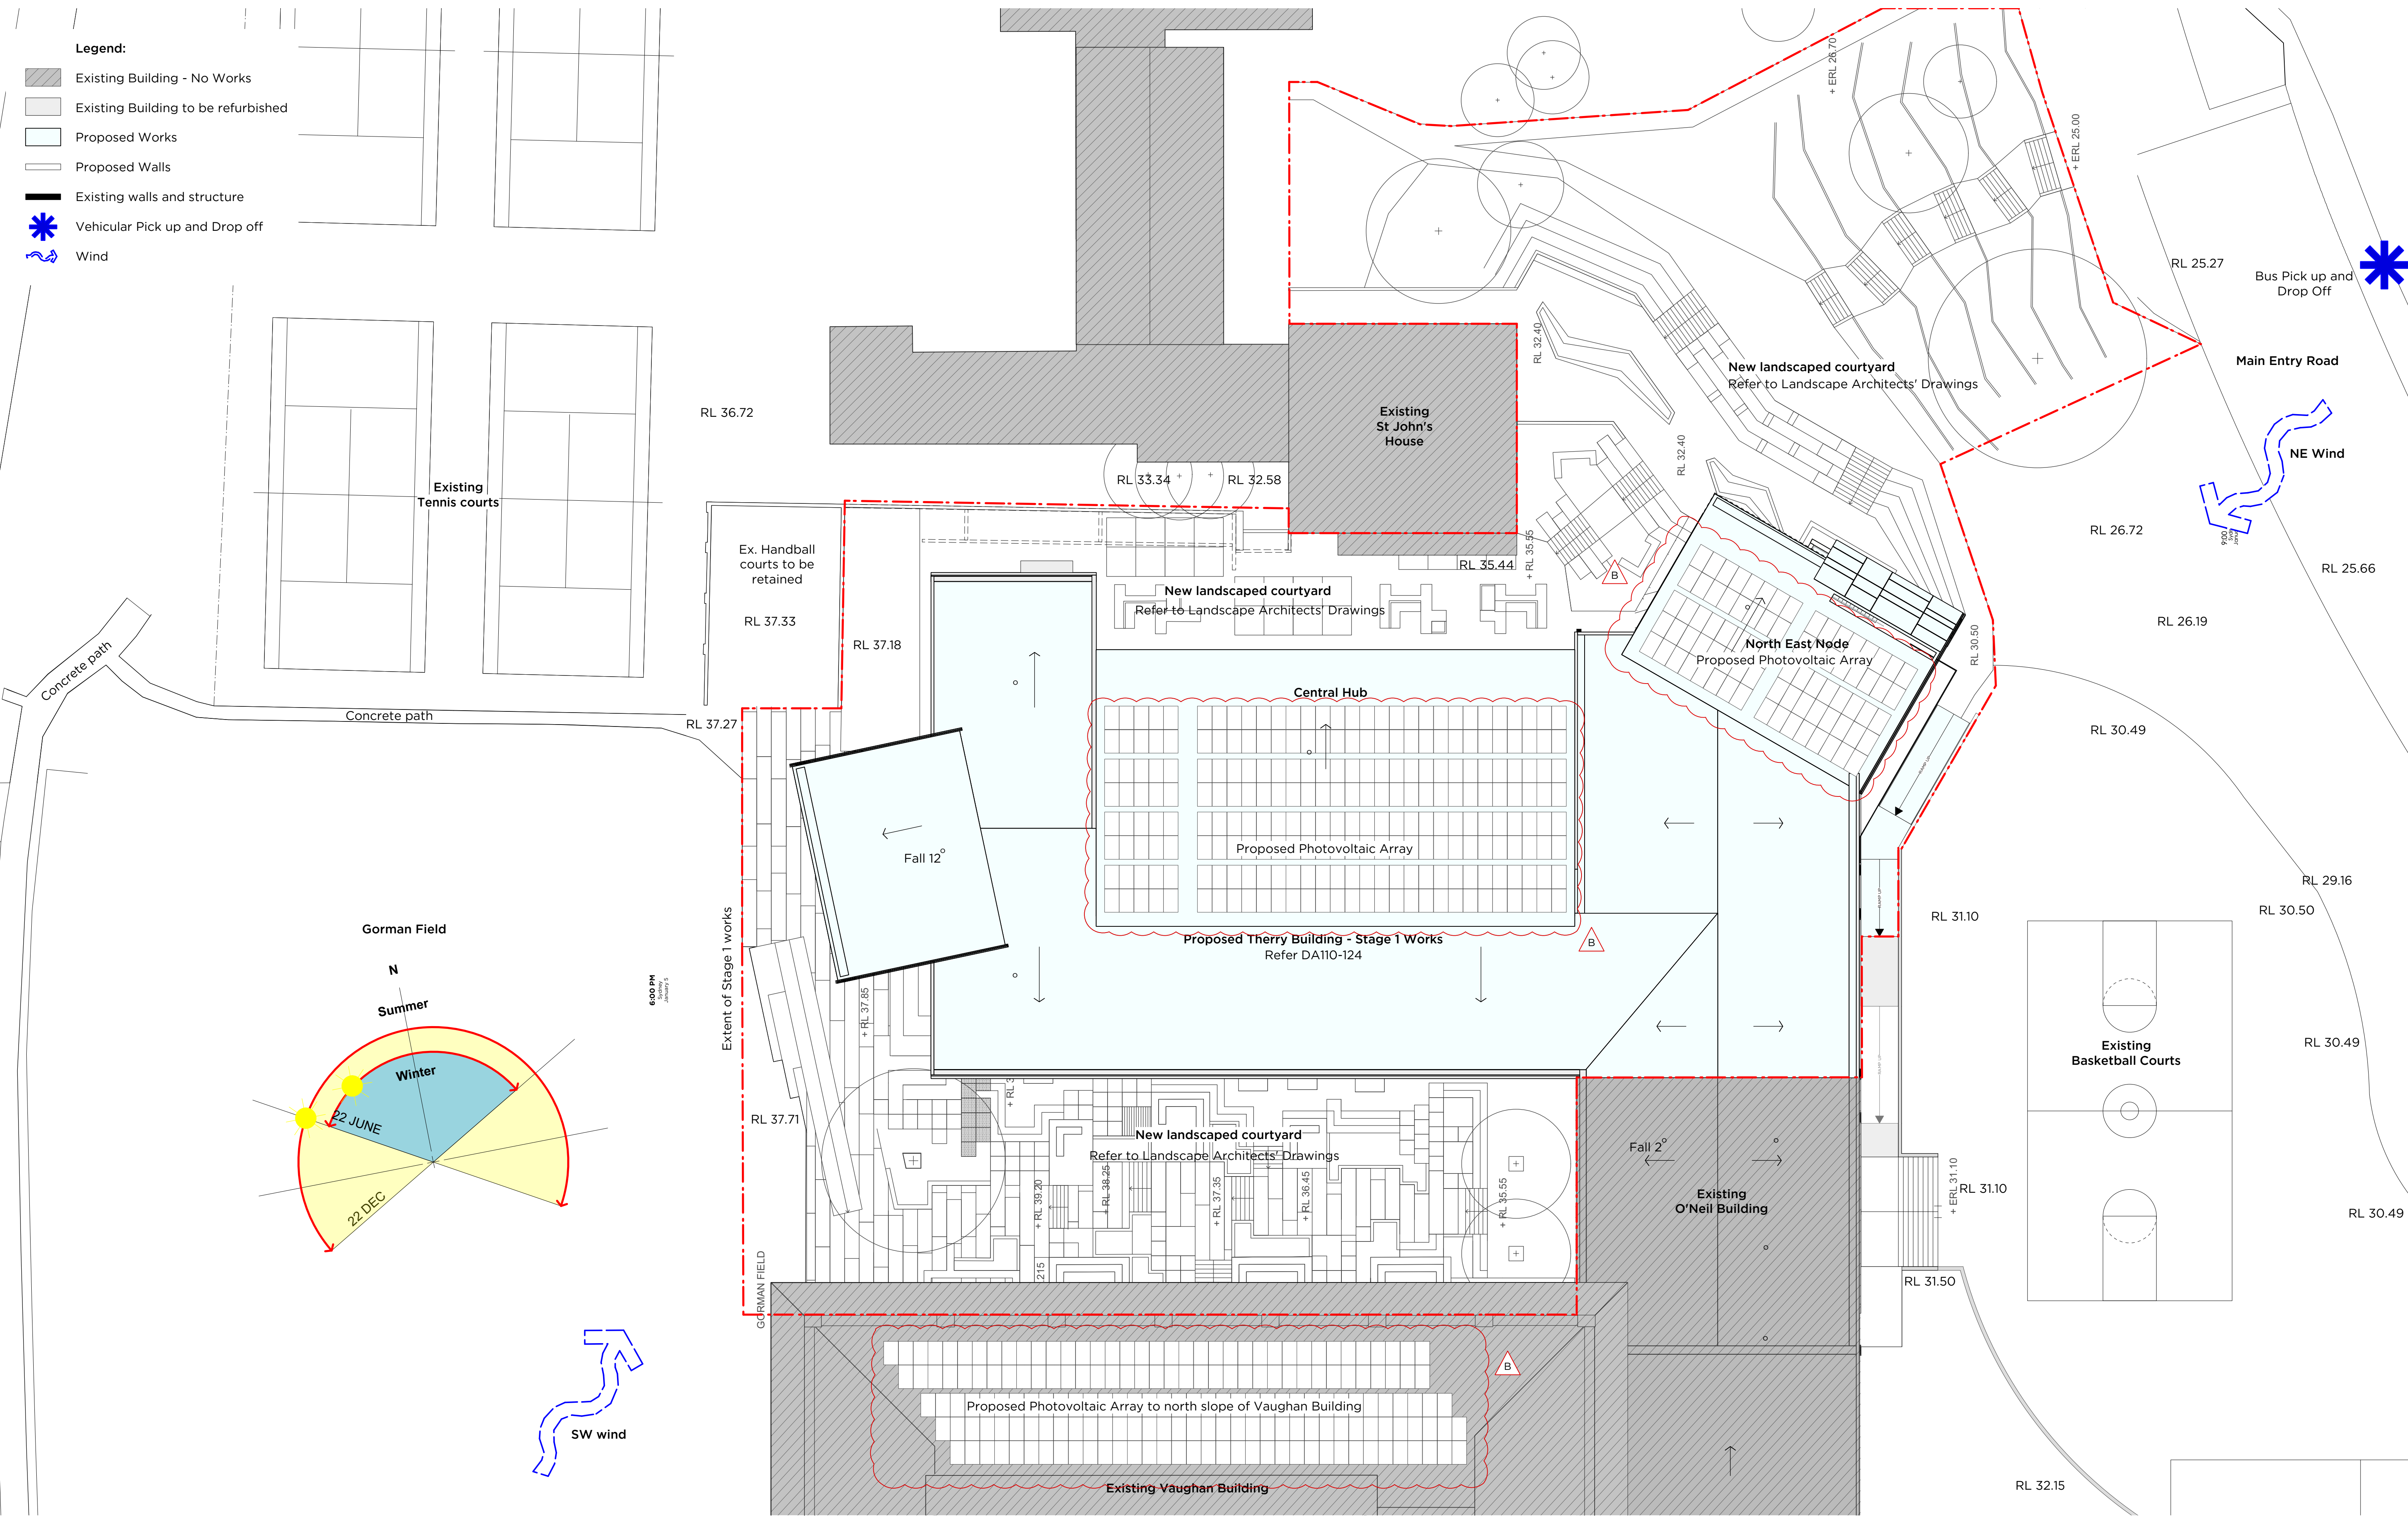 Legend:
Existing Building - No Works
Existing Building to be refurbished
Proposed Works
Proposed Walls
Existing walls and structure
Vehicular Pick up and Drop off
Wind
+ ERL 26.70
+ ERL 25.00
RL 25.27
Bus Pick up and
Drop Off
Main Entry Road
NE Wind
RL 32.40
New landscaped courtyard
Refer to Landscape Architects' Drawings
RL 32.40
Existing
St John's
House
RL 36.72
RL 33.34
RL 32.58
Existing
Tennis courts
Ex. Handball
courts to be
retained
RL 37.33
RL 37.18
RL 35.44
+ RL 35.55
B
RL 26.72
9:00
RL 25.66
RL 26.19
New landscaped courtyard
Refer to Landscape Architects' Drawings
North East Node
Proposed Photovoltaic Array
RL 30.50
Concrete path
Concrete path
RL 37.27
Central Hub
RL 30.49
Fall 12°
Proposed Photovoltaic Array
RL 29.16
RL 30.50
RL 31.10
Extent of Stage 1 works
Proposed Therry Building - Stage 1 Works
Refer DA110-124
B
Gorman Field
N
Summer
Winter
22 JUNE
22 DEC
6:00 PM
Sydney
January 5
+ RL 37.85
+ RL 3
RL 37.71
New landscaped courtyard
Refer to Landscape Architects' Drawings
+ RL 39.20
+ RL 38.25
+ RL 37.35
+ RL 36.45
+ RL 35.55
.215
GORMAN FIELD
Fall 2°
Existing
O'Neil Building
Existing
Basketball Courts
RL 30.49
+ ERL 31.10
RL 31.10
RL 30.49
RL 31.50
SW wind
B
Proposed Photovoltaic Array to north slope of Vaughan Building
Existing Vaughan Building
RL 32.15